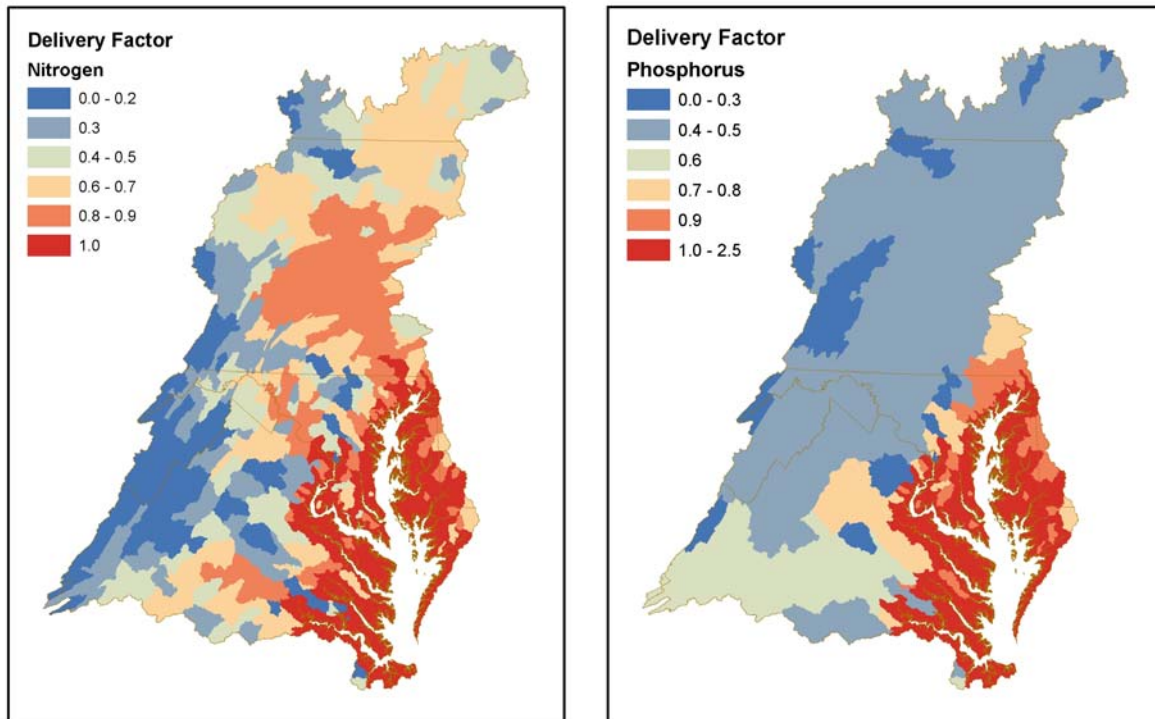 Delivery Factor
Nitrogen
0.0 - 0.2
0.3
0.4 - 0.5
0.6 - 0.7
0.8 - 0.9
1.0
Delivery Factor
Phosphorus
0.0 - 0.3
0.4 - 0.5
0.6
0.7 - 0.8
0.9
1.0 - 2.5